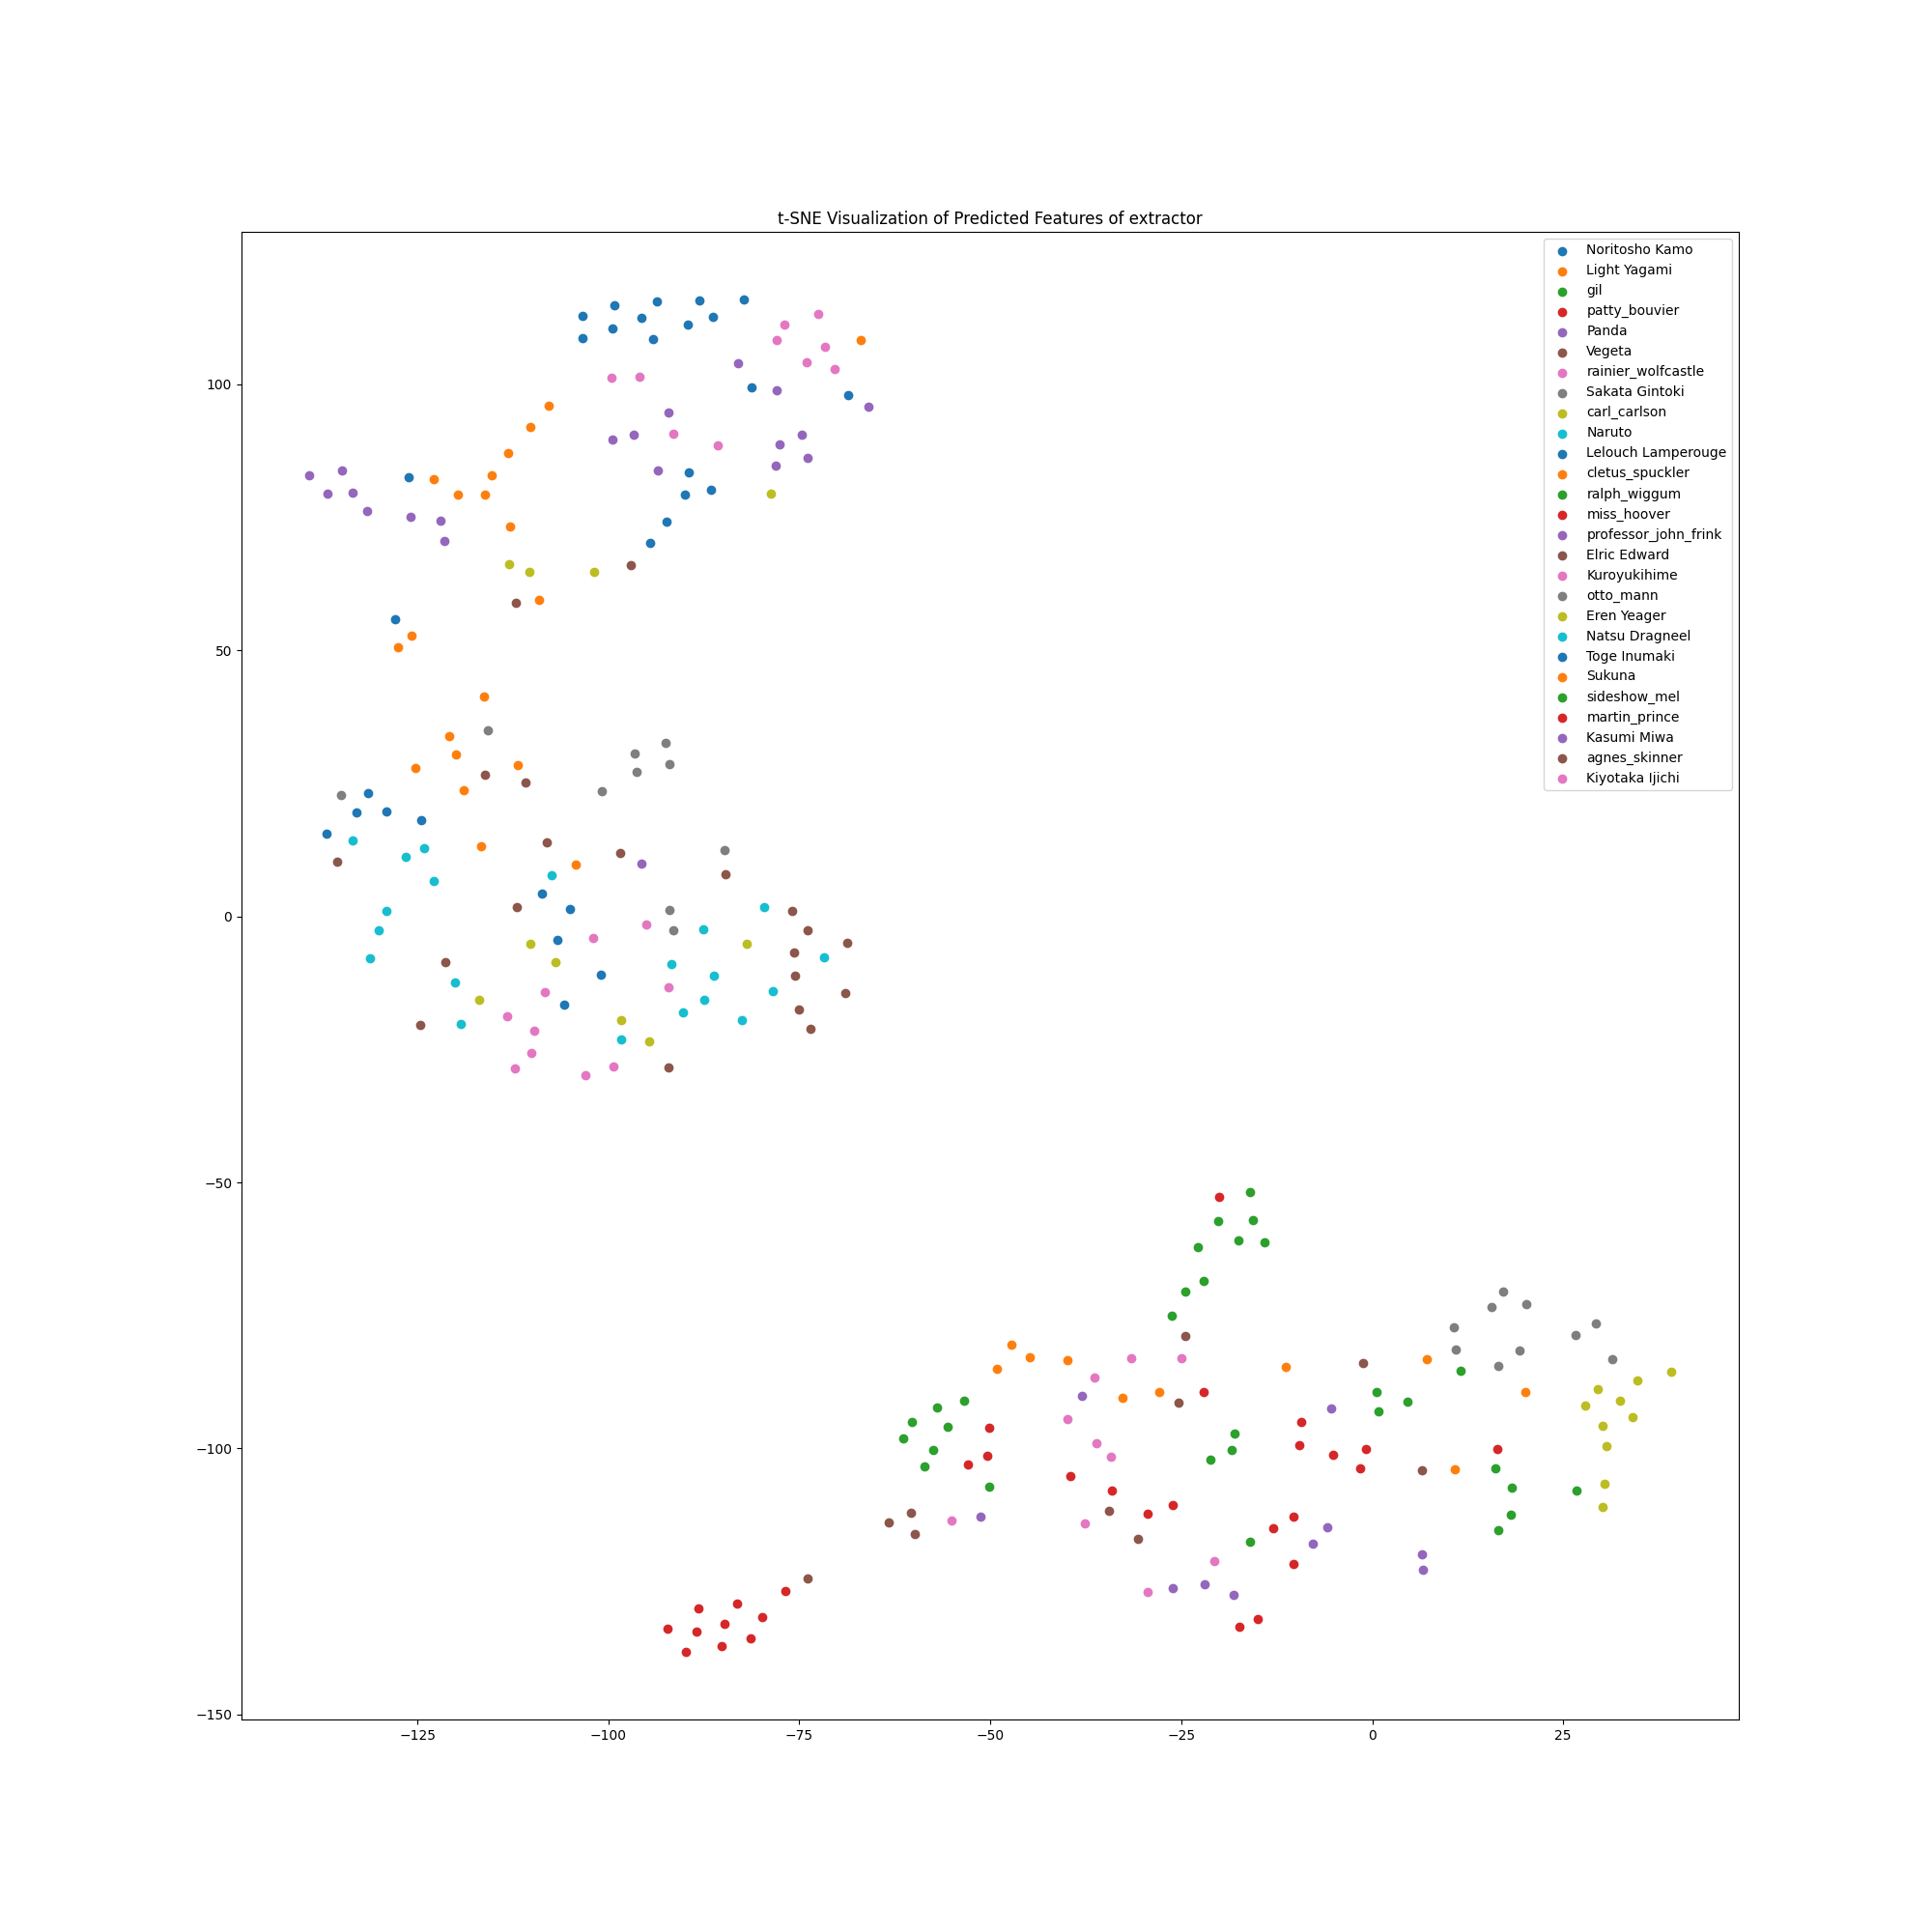 t-SNE Visualization of Predicted Features of extractor
Noritosho Kamo
Light Yagami
gil
patty_bouvier
Panda
Vegeta
rainier_wolfcastle
Sakata Gintoki
carl_carlson
Naruto
Lelouch Lamperouge
cletus_spuckler
ralph_wiggum
miss_hoover
professor_john_frink
Elric Edward
Kuroyukihime
otto_mann
Eren Yeager
Natsu Dragneel
Toge Inumaki
Sukuna
sideshow_mel
martin_prince
Kasumi Miwa
agnes_skinner
Kiyotaka Ijichi
100
50
0
−50
−100
−150
−125
−100
−75
−50
−25
0
25